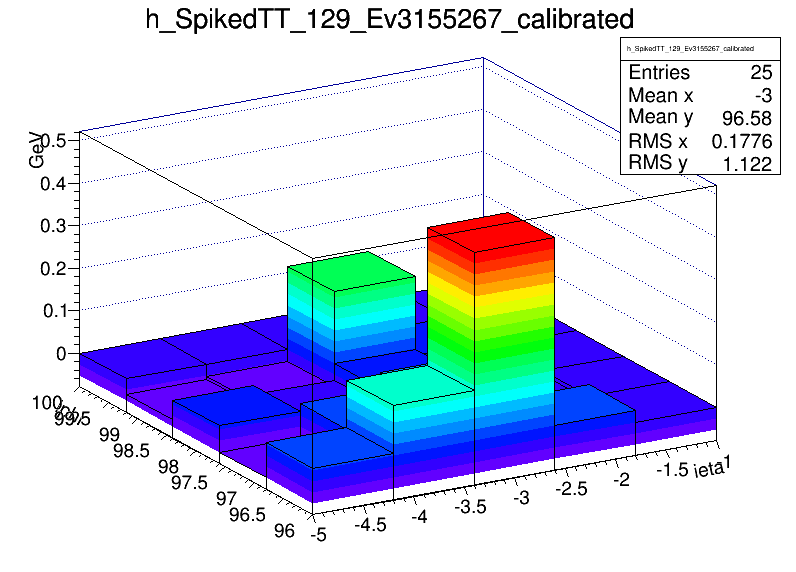 h_SpikedTT_129_Ev3155267_calibrated
h_SpikedTT_129_Ev3155267_calibrated
Entries 25
Mean x -3
Mean y 96.58
RMS x 0.1776
RMS y 1.122
GeV
0.5
0.4
0.3
0.2
0.1
0
100
99.5
99
98.5
98
97.5
97
96.5
96
-5
-4.5
-4
-3.5
-3
-2.5
-2
-1.5
-1
ieta